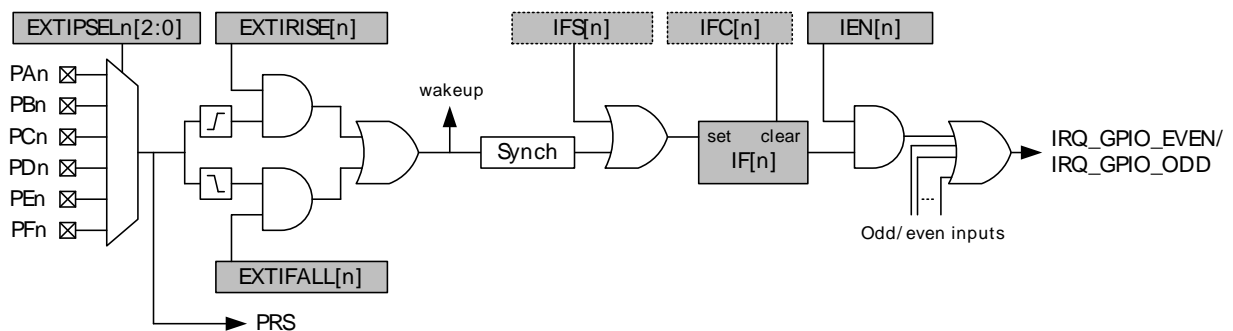 EXTIPSELn[2:0]
EXTIRISE[n]
IFS[n]
IFC[n]
IEN[n]
PAn
PBn
PCn
PDn
PEn
PFn
wakeup
Synch
set clear
IF[n]
IRQ_GPIO_EVEN/
IRQ_GPIO_ODD
...
Odd/even inputs
EXTIFALL[n]
PRS